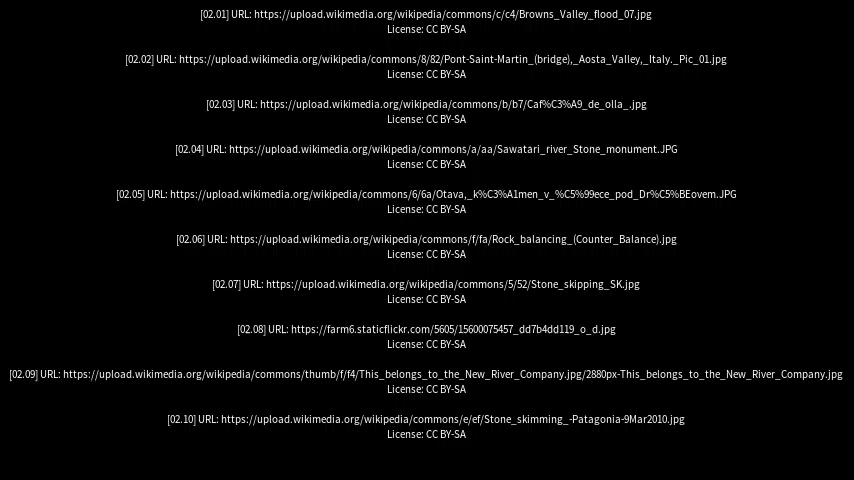 [02.01] URL: https://upload.wikimedia.org/wikipedia/commons/c/c4/Browns_Valley_flood_07.jpg
License: CC BY-SA
[02.02] URL: https://upload.wikimedia.org/wikipedia/commons/8/82/Pont-Saint-Martin_(bridge),_Aosta_Valley,_Italy._Pic_01.jpg
License: CC BY-SA
[02.03] URL: https://upload.wikimedia.org/wikipedia/commons/b/b7/Caf%C3%A9_de_olla_.jpg
License: CC BY-SA
[02.04] URL: https://upload.wikimedia.org/wikipedia/commons/a/aa/Sawatari_river_Stone_monument.JPG
License: CC BY-SA
[02.05] URL: https://upload.wikimedia.org/wikipedia/commons/6/6a/Otava,_k%C3%A1men_v_%C5%99ece_pod_Dr%C5%BEovem.JPG
License: CC BY-SA
[02.06] URL: https://upload.wikimedia.org/wikipedia/commons/f/fa/Rock_balancing_(Counter_Balance).jpg
License: CC BY-SA
[02.07] URL: https://upload.wikimedia.org/wikipedia/commons/5/52/Stone_skipping_SK.jpg
License: CC BY-SA
[02.08] URL: https://farm6.staticflickr.com/5605/15600075457_dd7b4dd119_o_d.jpg
License: CC BY-SA
[02.09] URL: https://upload.wikimedia.org/wikipedia/commons/thumb/f/f4/This_belongs_to_the_New_River_Company.jpg/2880px-This_belongs_to_the_New_River_Company.jpg
License: CC BY-SA
[02.10] URL: https://upload.wikimedia.org/wikipedia/commons/e/ef/Stone_skimming_-Patagonia-9Mar2010.jpg
License: CC BY-SA